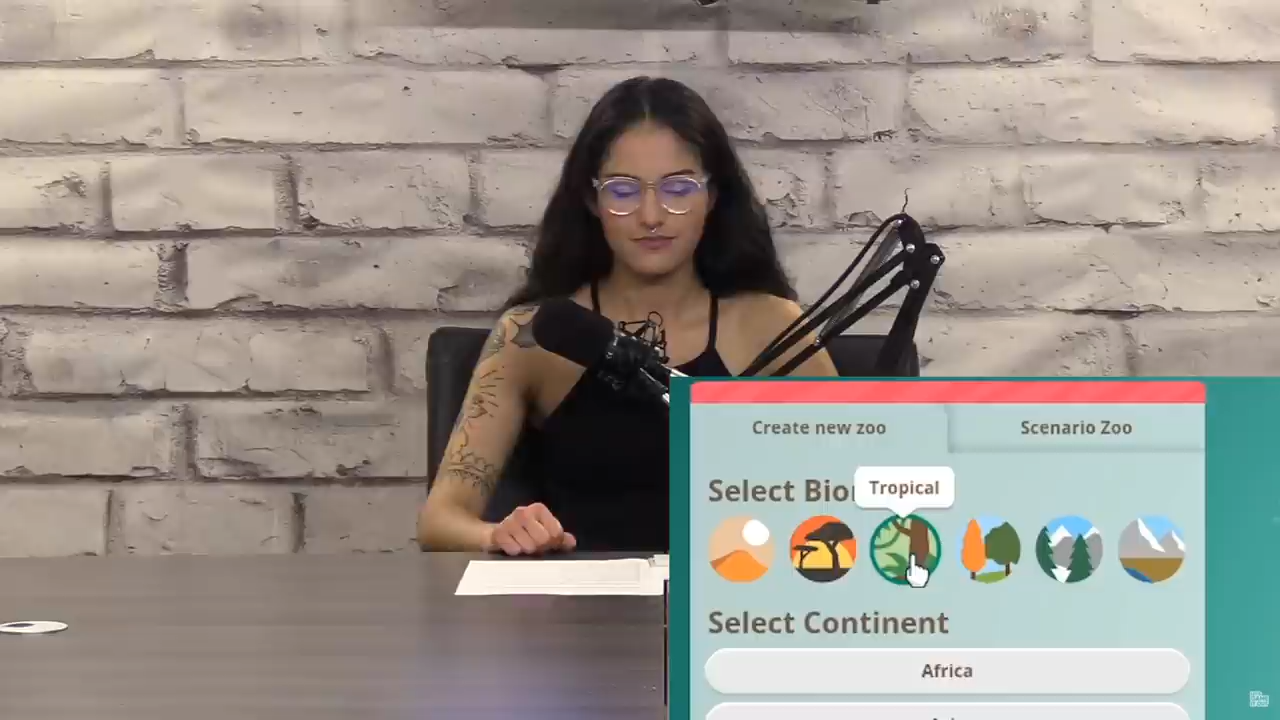 Create new zoo
Scenario Zoo
Select Bio
Tropical
Select Continent
Africa